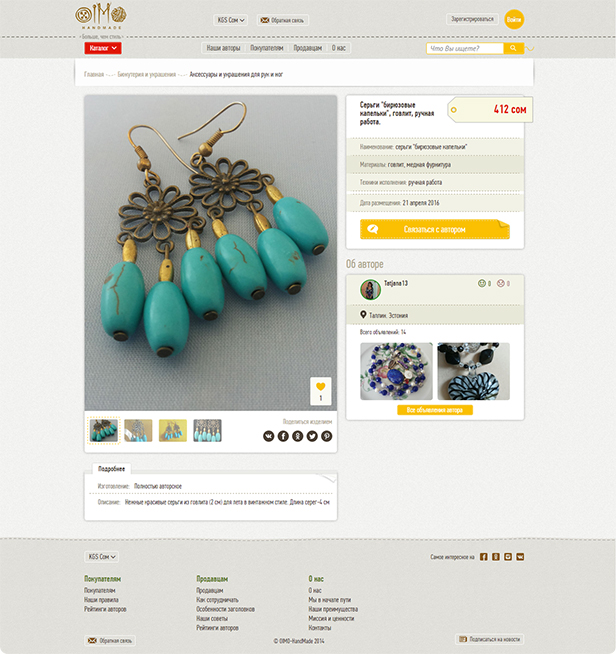 OIMO
HANDMADE
Больше, чем стиль
KGS Сом
Обратная связь
Зарегистрироваться
Войти
Каталог
Наши авторы
Покупателям
Продавцам
О нас
Что Вы ищете?
Главная
Бижутерия и украшения
Аксессуары и украшения для рук и ног
Серьги "бирюзовые
капельки", говлит, ручная
работа.
412 сом
Наименование: серьги "бирюзовые капельки"
Материалы: говлит, медная фурнитура
Техники исполнения: ручная работа
Дата размещения: 21 апреля 2016
Связаться с автором
Об авторе
Tatjana13
0
0
Таллин, Эстония
Всего объявлений: 14
Все объявления автора
1
Поделиться изделием
Подробнее
Изготовление: Полностью авторское
Описание: Нежные красивые серьги из говлита (2 см) для лета в винтажном стиле. Длина серег-4 см
KGS Сом
Самое интересное на
Покупателям
Покупателям
Наши правила
Рейтинги авторов
Продавцам
Продавцам
Как сотрудничать
Особенности заголовков
Наши советы
Рейтинги авторов
О нас
О нас
Мы в начале пути
Наши преимущества
Миссия и ценности
Контакты
Обратная связь
© OIMO-HandMade 2014
Подписаться на новости